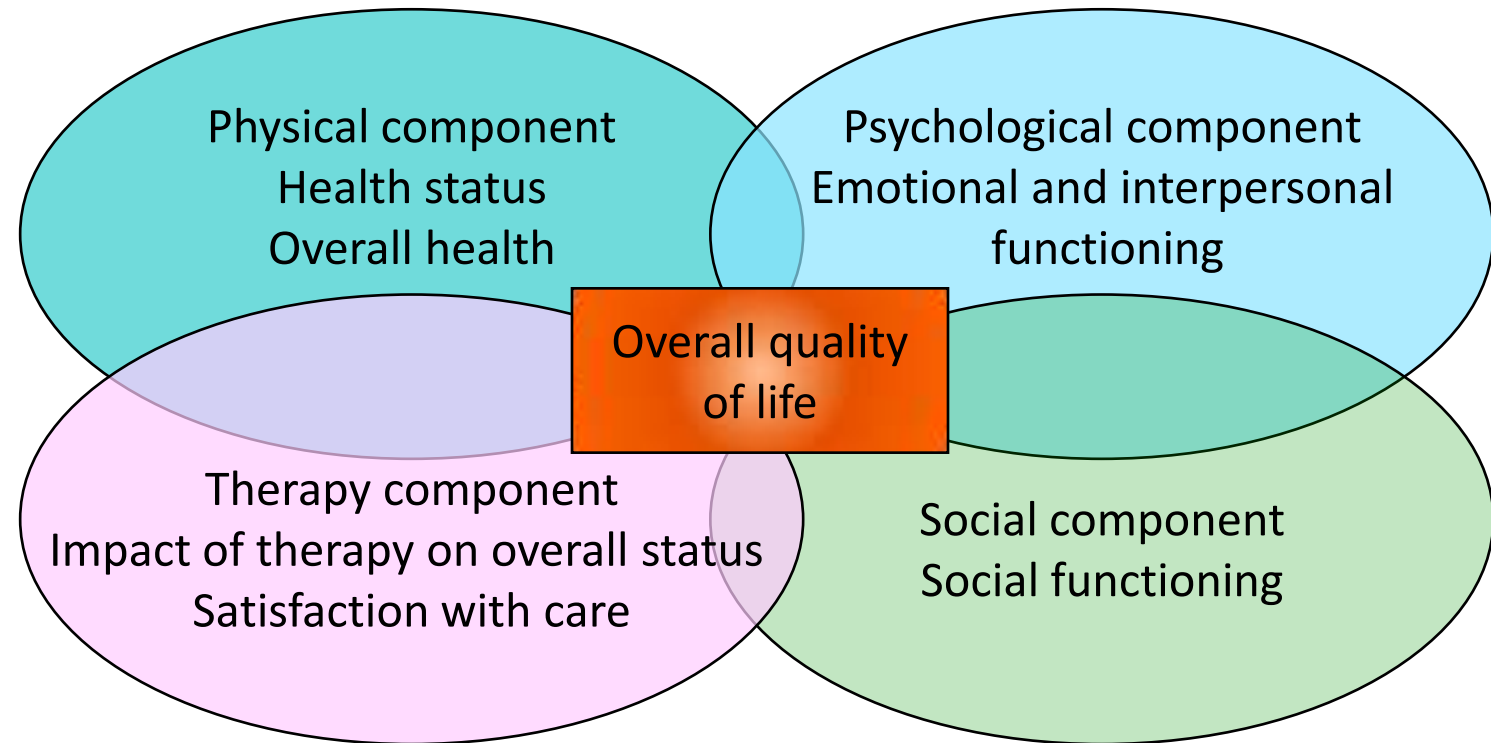 Physical component
Health status
Overall health
Psychological component
Emotional and interpersonal
functioning
Overall quality
of life
Therapy component
Impact of therapy on overall status
Satisfaction with care
Social component
Social functioning